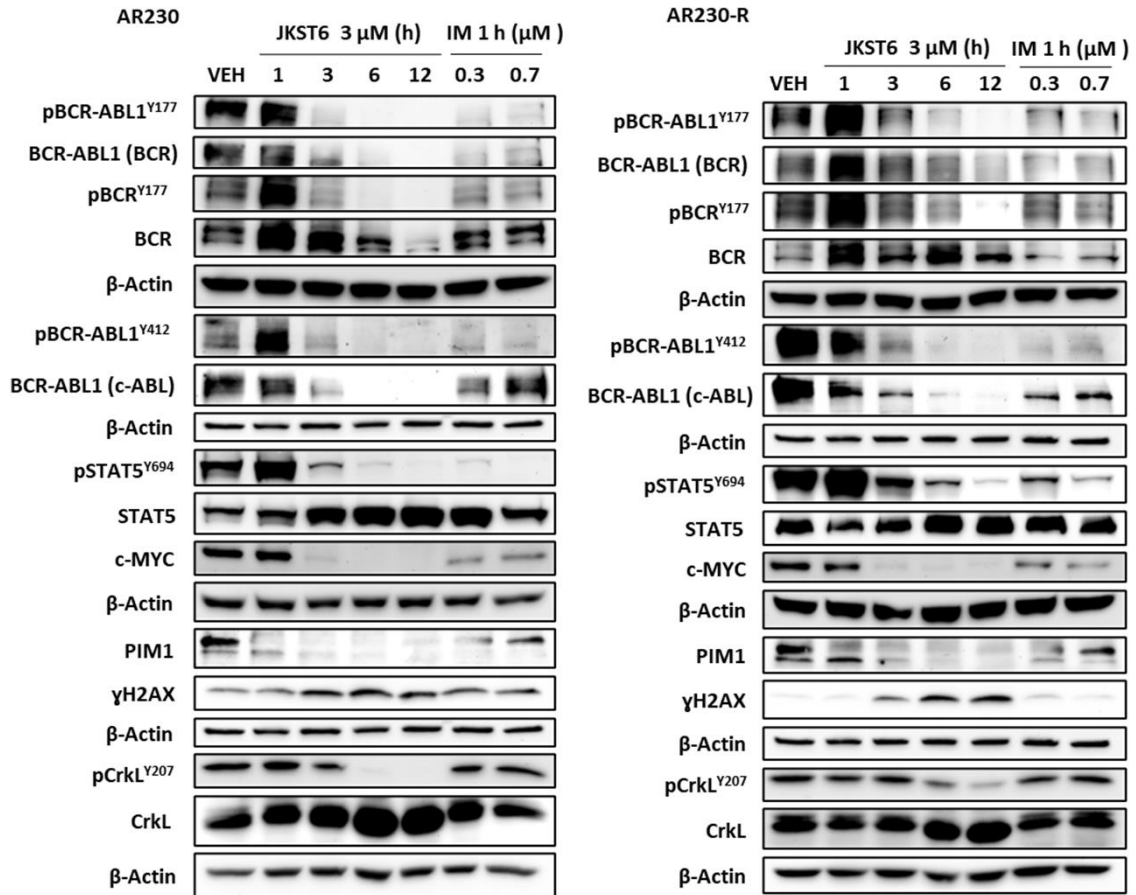 AR230
JKST6 3 µM (h) IM 1 h (µM )
VEH 1 3 6 12 0.3 0.7
pBCR-ABL1Y177
BCR-ABL1 (BCR)
pBCRY177
BCR
β-Actin
pBCR-ABL1Y412
BCR-ABL1 (c-ABL)
β-Actin
pSTAT5Y694
STAT5
c-MYC
β-Actin
PIM1
ɣH2AX
β-Actin
pCrkLY207
CrkL
β-Actin
AR230-R
JKST6 3 µM (h) IM 1 h (µM )
VEH 1 3 6 12 0.3 0.7
pBCR-ABL1Y177
BCR-ABL1 (BCR)
pBCRY177
BCR
β-Actin
pBCR-ABL1Y412
BCR-ABL1 (c-ABL)
β-Actin
pSTAT5Y694
STAT5
c-MYC
β-Actin
PIM1
ɣH2AX
β-Actin
pCrkLY207
CrkL
β-Actin